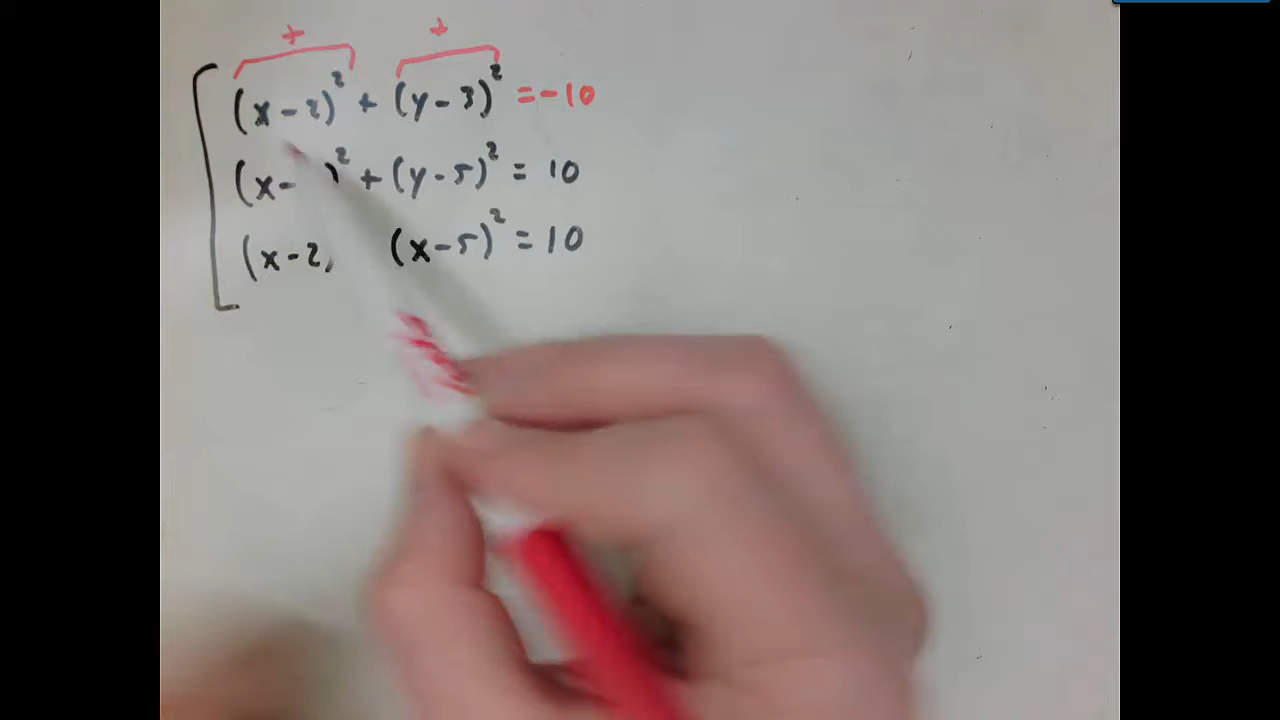 + +
(x-2)² + (y-3)² = -10
(x- )² + (y-5)² = 10
(x-2, (x-5)² = 10